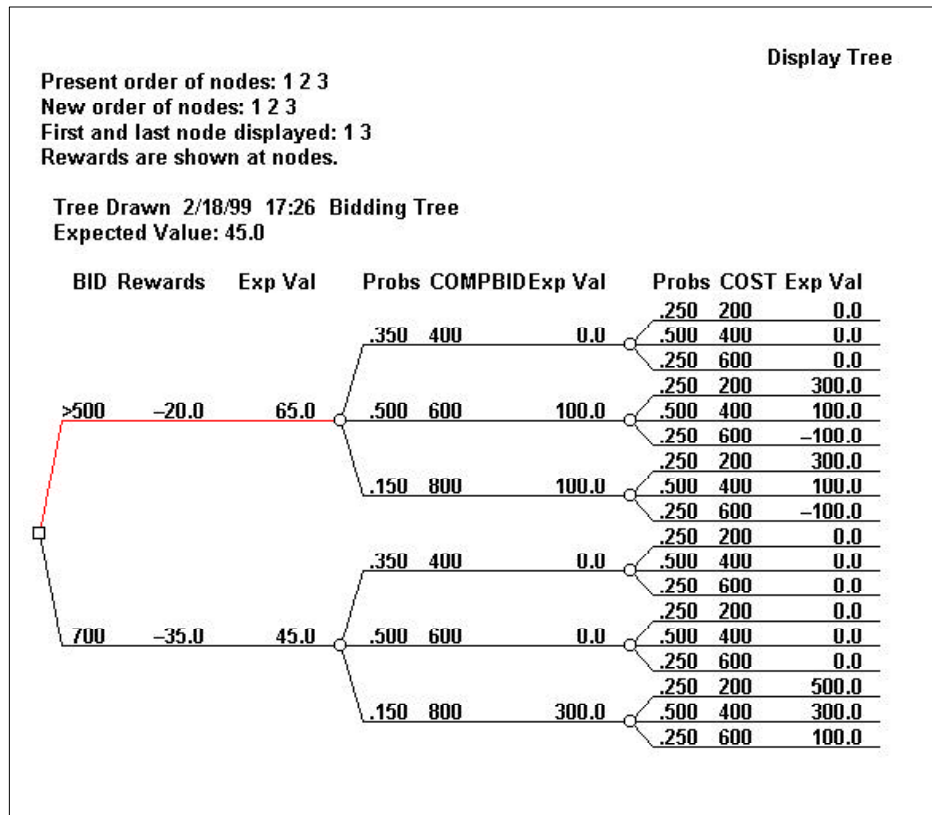 Display Tree
Present order of nodes: 1 2 3
New order of nodes: 1 2 3
First and last node displayed: 1 3
Rewards are shown at nodes.
Tree Drawn 2/18/99 17:26 Bidding Tree
Expected Value: 45.0
BID Rewards Exp Val Probs COMPBID Exp Val Probs COST Exp Val
.250 200 0.0
.350 400 0.0 .500 400 0.0
.250 600 0.0
.250 200 300.0
>500 –20.0 65.0 .500 600 100.0 .500 400 100.0
.250 600 –100.0
.250 200 300.0
.150 800 100.0 .500 400 100.0
.250 600 –100.0
.250 200 0.0
.350 400 0.0 .500 400 0.0
.250 600 0.0
.250 200 0.0
700 –35.0 45.0 .500 600 0.0 .500 400 0.0
.250 600 0.0
.250 200 500.0
.150 800 300.0 .500 400 300.0
.250 600 100.0